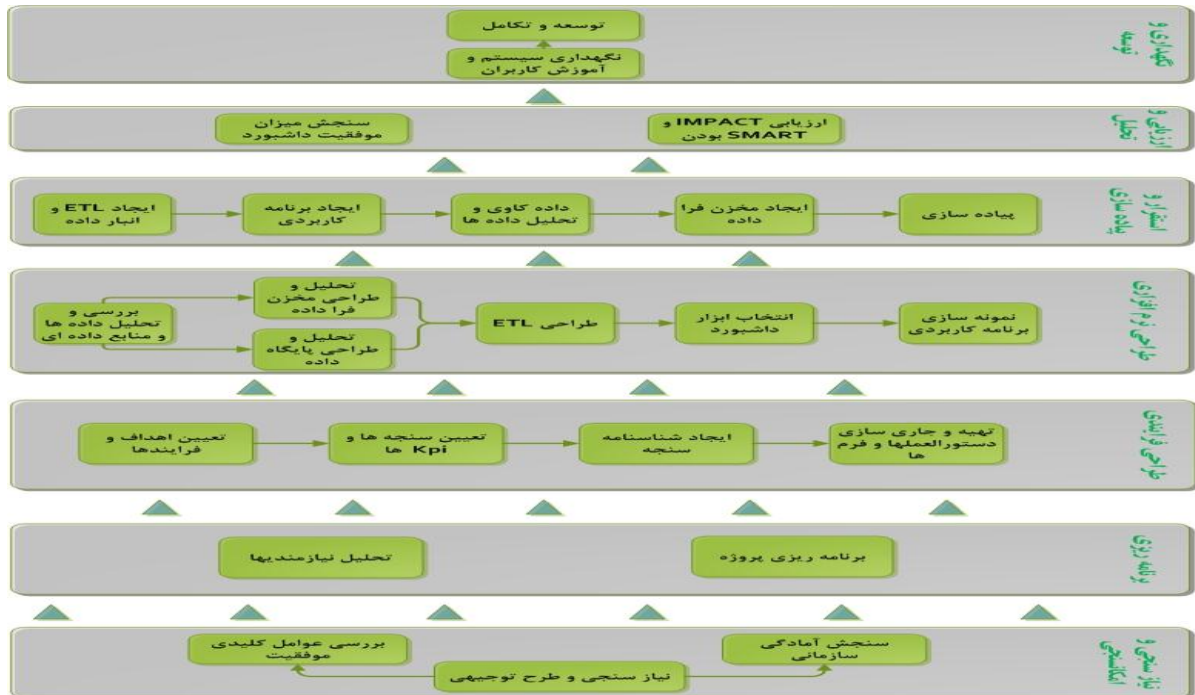 نگهداری و
توسعه
توسعه و تکامل
نگهداری سیستم و
آموزش کاربران
ارزیابی و
تحلیل
ارزیابی IMPACT و
SMART بودن
سنجش میزان
موفقیت داشبورد
استقرار و
پیاده سازی
ایجاد ETL و
انبار داده
ایجاد برنامه
کاربردی
داده کاوی و
تحلیل داده ها
ایجاد مخزن فرا
داده
پیاده سازی
طراحی نرم افزاری
بررسی و
تحلیل داده ها
و منابع داده ای
تحلیل و
طراحی مخزن
فرا داده
تحلیل و
طراحی پایگاه
داده
طراحی ETL
انتخاب ابزار
داشبورد
نمونه سازی
برنامه کاربردی
طراحی فرایندی
تعیین اهداف و
فرایندها
تعیین سنجه ها و
Kpi ها
ایجاد شناسنامه
سنجه
تهیه و جاری سازی
دستورالعملها و فرم
ها
برنامه ریزی
تحلیل نیازمندیها
برنامه ریزی پروژه
نیاز سنجی و
امکانسنجی
سنجش آمادگی
سازمانی
بررسی عوامل کلیدی
موفقیت
نیاز سنجی و طرح توجیهی